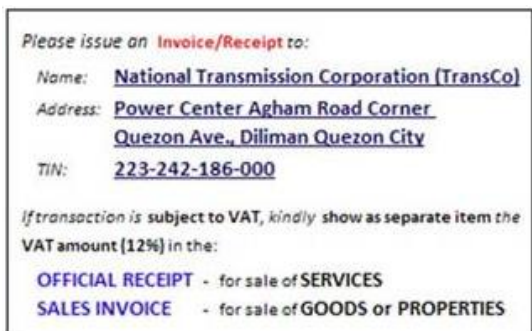 Please issue an Invoice/Receipt to:
Name: National Transmission Corporation (TransCo)
Address: Power Center Agham Road Corner
Quezon Ave., Diliman Quezon City
TIN: 223-242-186-000
If transaction is subject to VAT, kindly show as separate item the
VAT amount (12%) in the:
OFFICIAL RECEIPT - for sale of SERVICES
SALES INVOICE - for sale of GOODS or PROPERTIES